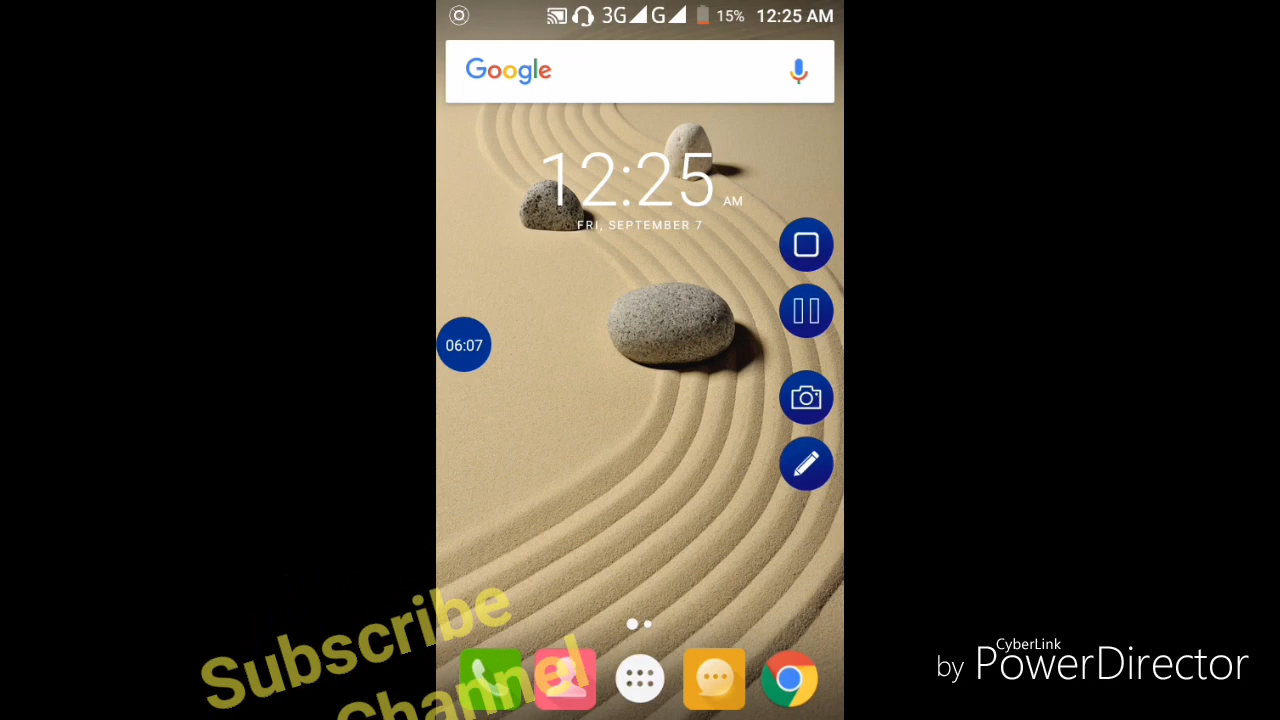 3G G 15% 12:25 AM
Google
12:25 AM
FRI, SEPTEMBER 7
06:07
Subscribe
Channel
CyberLink
by PowerDirector